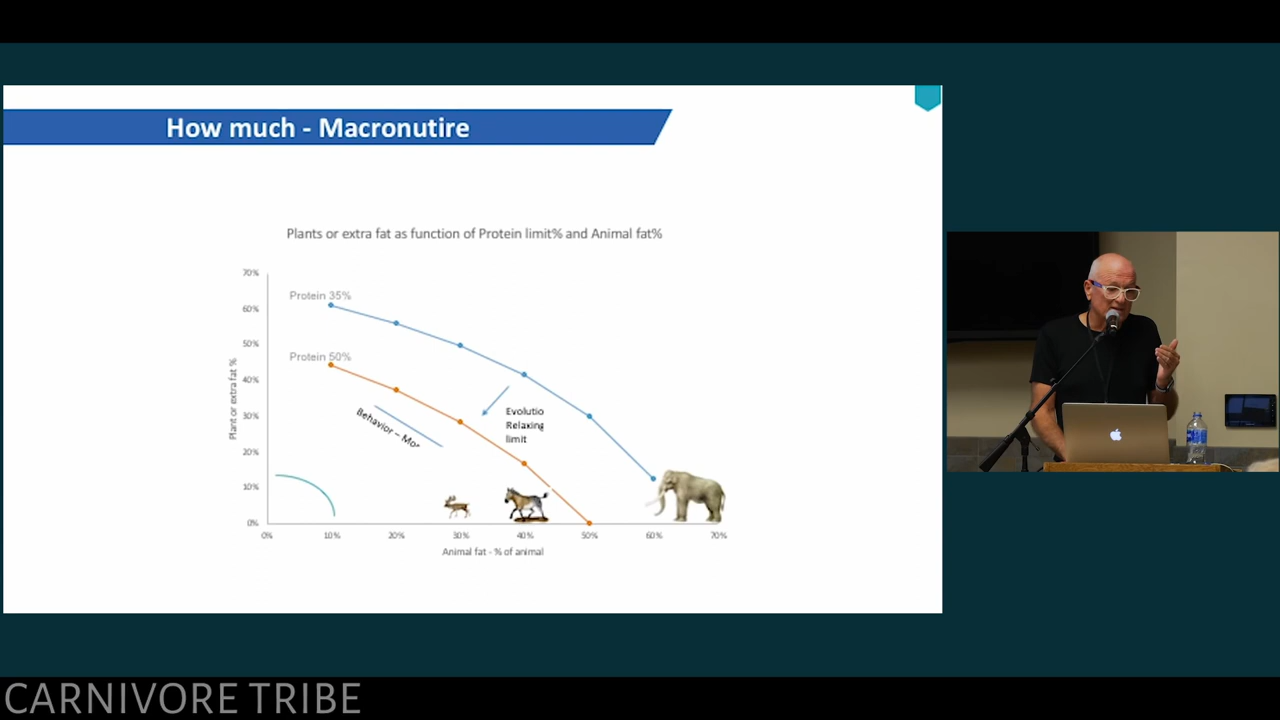 How much - Macronutire
Plants or extra fat as function of Protein limit% and Animal fat%
70%
60%
50%
40%
30%
20%
10%
0%
Plant or extra fat %
Protein 35%
Protein 50%
Behavior – Mo
Evolutio
Relaxing
limit
0%
10%
20%
30%
40%
50%
60%
70%
Animal fat - % of animal
CARNIVORE TRIBE